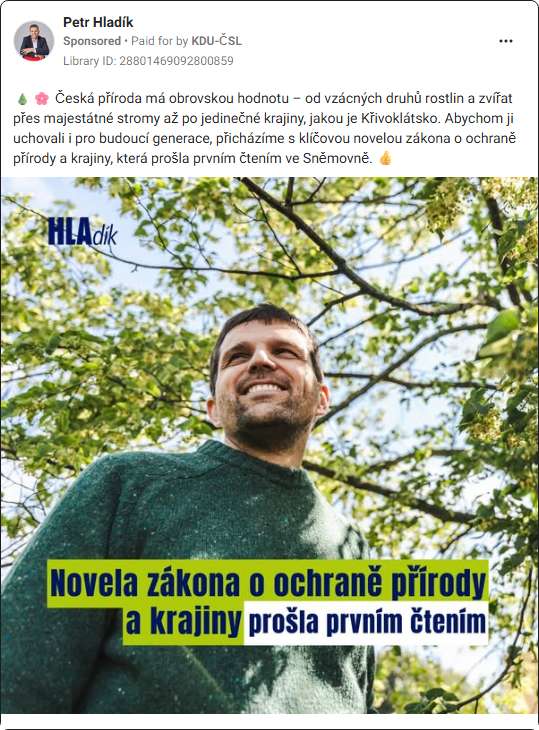 Petr Hladík
Sponsored • Paid for by KDU-ČSL
Library ID: 28801469092800859
Česká příroda má obrovskou hodnotu – od vzácných druhů rostlin a zvířat
přes majestátné stromy až po jedinečné krajiny, jakou je Křivoklátsko. Abychom ji
uchovali i pro budoucí generace, přicházíme s klíčovou novelou zákona o ochraně
přírody a krajiny, která prošla prvním čtením ve Sněmovně.
HLAdík
Novela zákona o ochraně přírody
a krajiny prošla prvním čtením